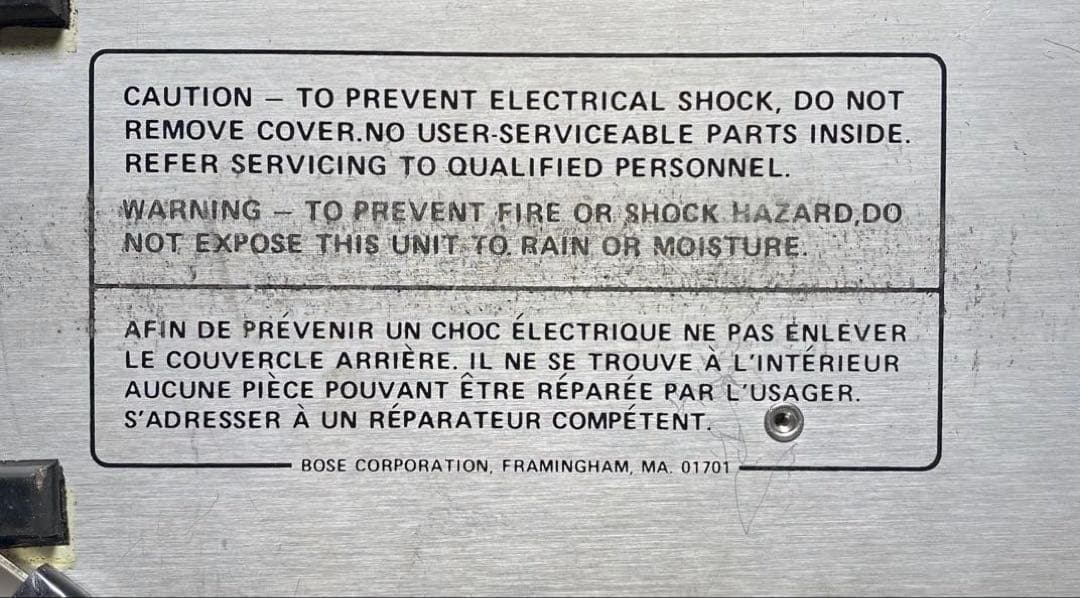 CAUTION – TO PREVENT ELECTRICAL SHOCK, DO NOT
REMOVE COVER.NO USER-SERVICEABLE PARTS INSIDE.
REFER SERVICING TO QUALIFIED PERSONNEL.
WARNING – TO PREVENT FIRE OR SHOCK HAZARD,DO
NOT EXPOSE THIS UNIT TO RAIN OR MOISTURE.
AFIN DE PRÉVENIR UN CHOC ÉLECTRIQUE NE PAS ENLEVER
LE COUVERCLE ARRIÈRE. IL NE SE TROUVE À L'INTÉRIEUR
AUCUNE PIÈCE POUVANT ÊTRE RÉPARÉE PAR L'USAGER.
S'ADRESSER À UN RÉPARATEUR COMPÉTENT.
BOSE CORPORATION, FRAMINGHAM, MA. 01701